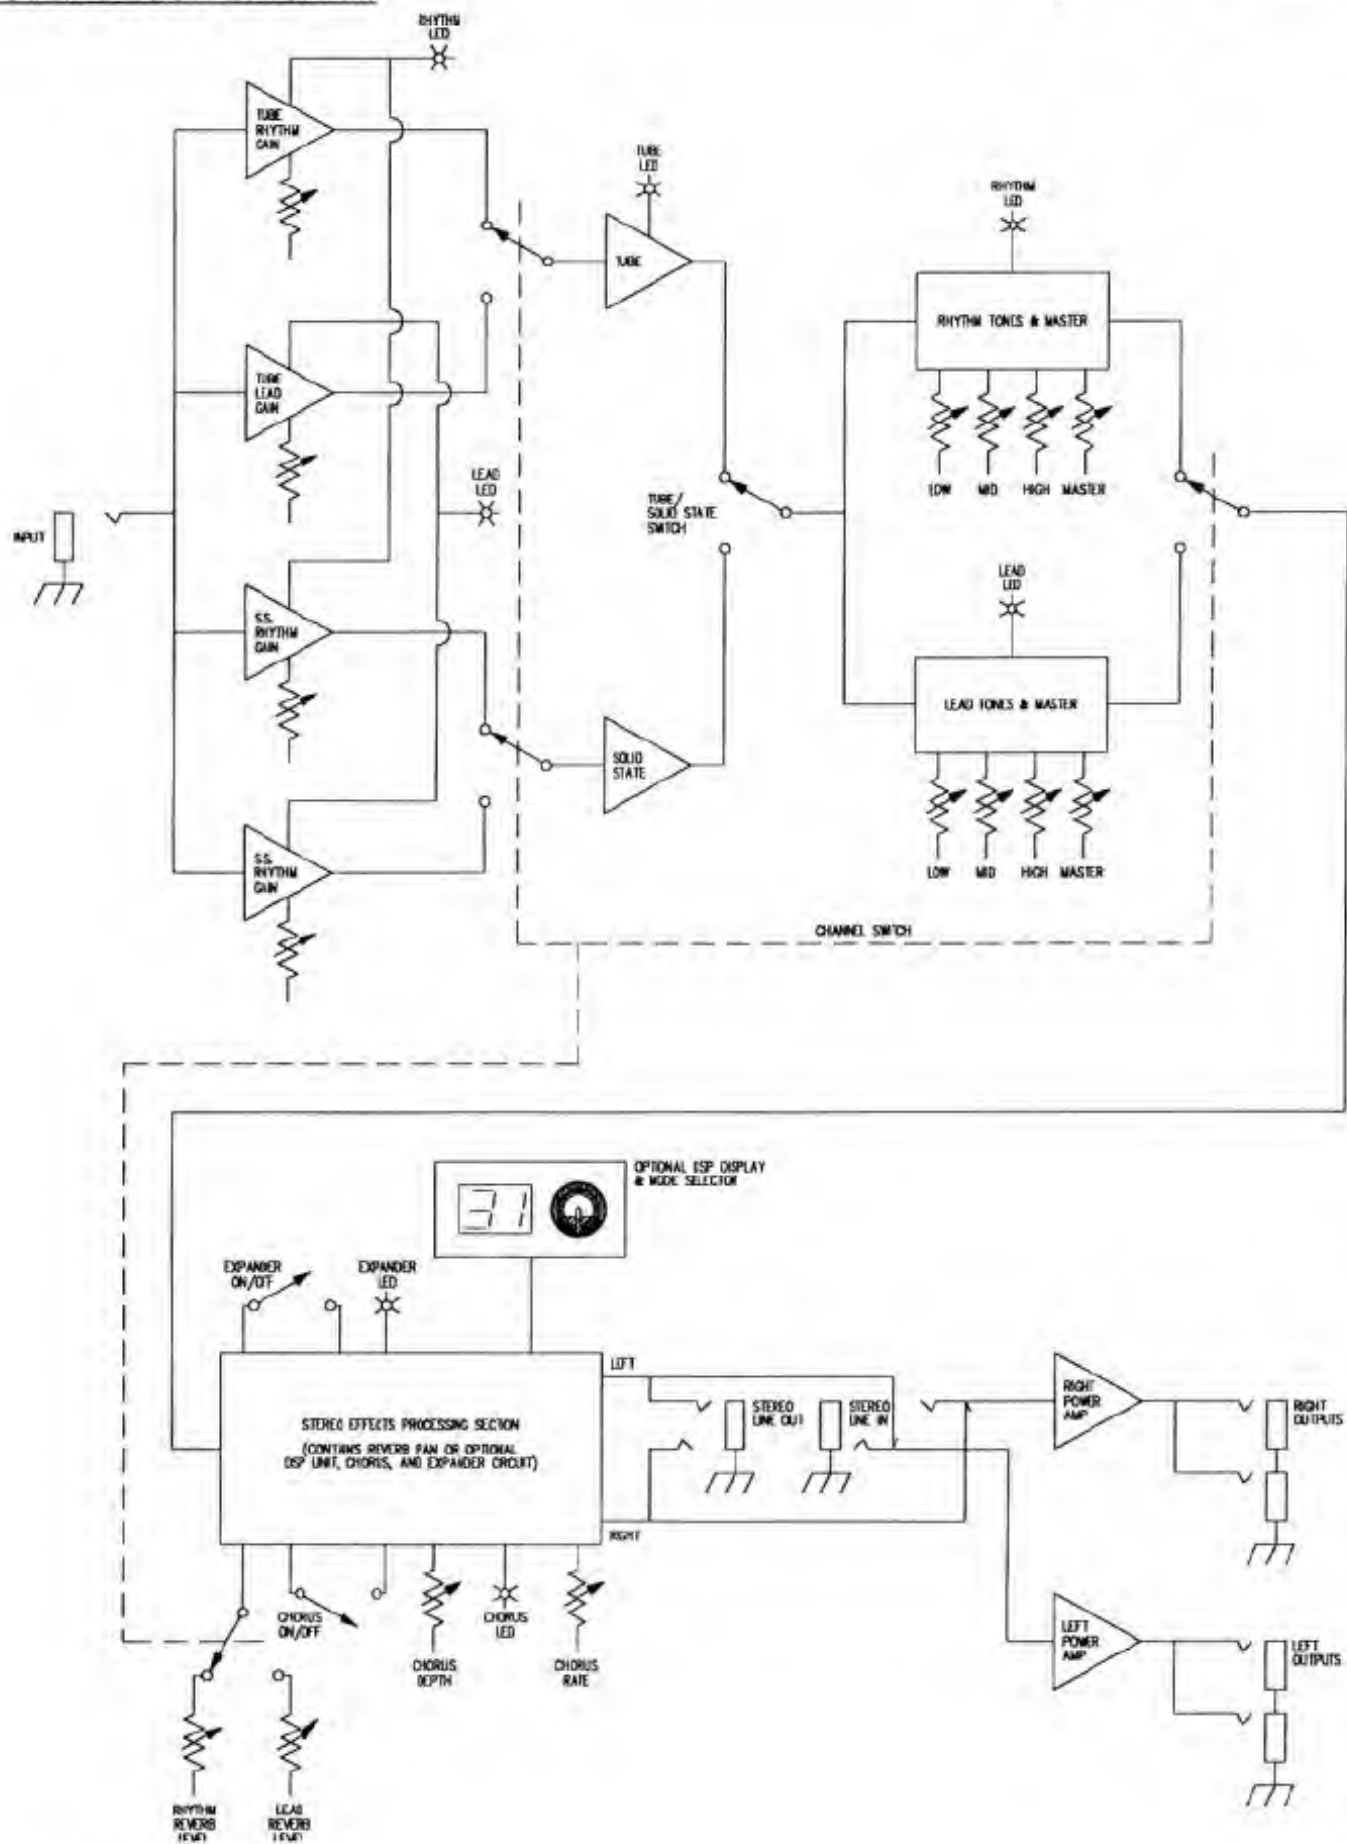 RHYTHM
LED
TUBE
RHYTHM
GAIN
TUBE
LED
RHYTHM
LED
TUBE
RHYTHM TONES & MASTER
TUBE
LEAD
GAIN
LOW MID HIGH MASTER
LEAD
LED
TUBE/
SOLID STATE
SWITCH
INPUT
LEAD
LED
S.S.
RHYTHM
GAIN
LEAD TONES & MASTER
SOLID
STATE
S.S.
RHYTHM
GAIN
LOW MID HIGH MASTER
CHANNEL SWITCH
OPTIONAL DSP DISPLAY
& MODE SELECTOR
31
EXPANDER
ON/OFF
EXPANDER
LED
LEFT
STEREO EFFECTS PROCESSING SECTION
(CONTAINS REVERB PAN OR OPTIONAL
DSP UNIT, CHORUS, AND EXPANDER CIRCUIT)
STEREO
LINE OUT
STEREO
LINE IN
RIGHT
POWER
AMP
RIGHT
OUTPUTS
RIGHT
CHORUS
ON/OFF
CHORUS
DEPTH
CHORUS
LED
CHORUS
RATE
LEFT
POWER
AMP
LEFT
OUTPUTS
RHYTHM
REVERB
LEVEL
LEAD
REVERB
LEVEL